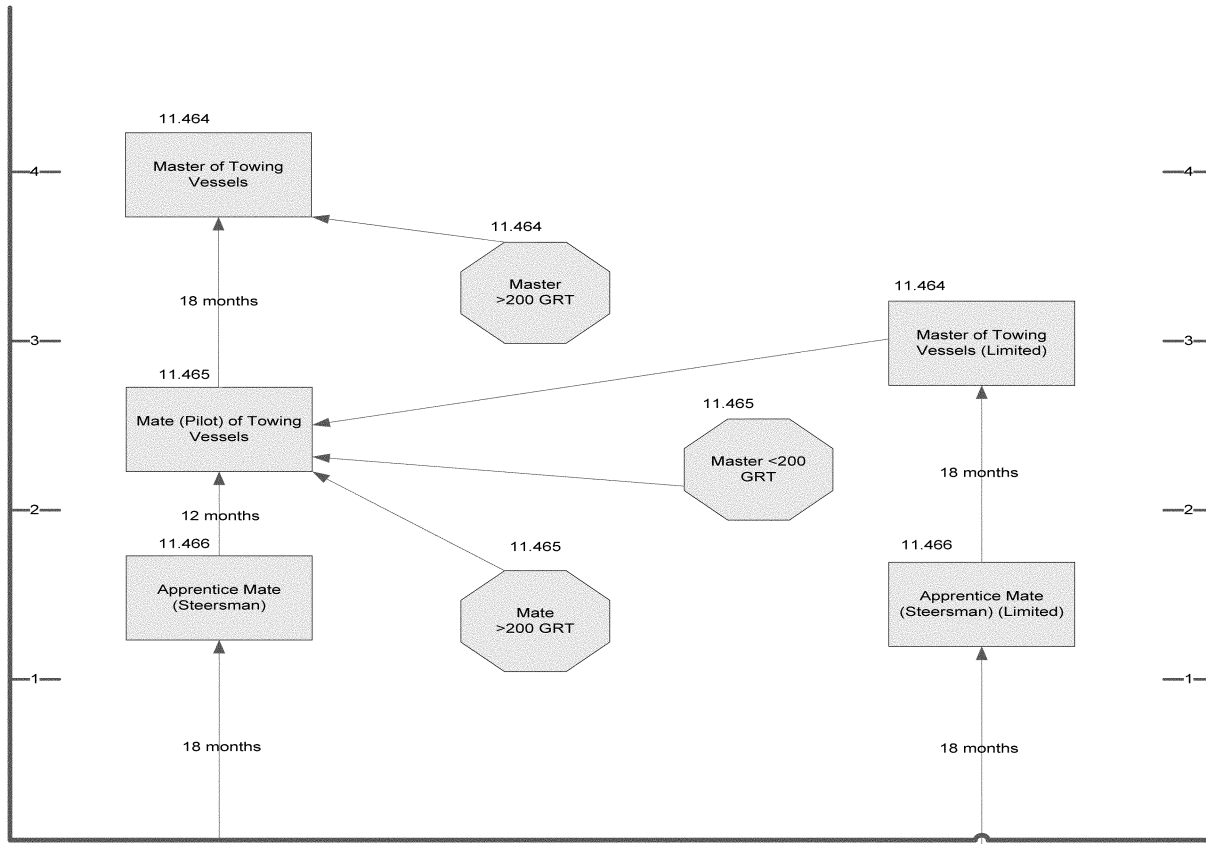 11.464
Master of Towing
Vessels
4
4
11.464
Master
>200 GRT
18 months
11.464
Master of Towing
Vessels (Limited)
3
3
11.465
Mate (Pilot) of Towing
Vessels
11.465
Master <200
GRT
18 months
2
2
12 months
11.466
Apprentice Mate
(Steersman)
11.465
Mate
>200 GRT
11.466
Apprentice Mate
(Steersman) (Limited)
1
1
18 months
18 months